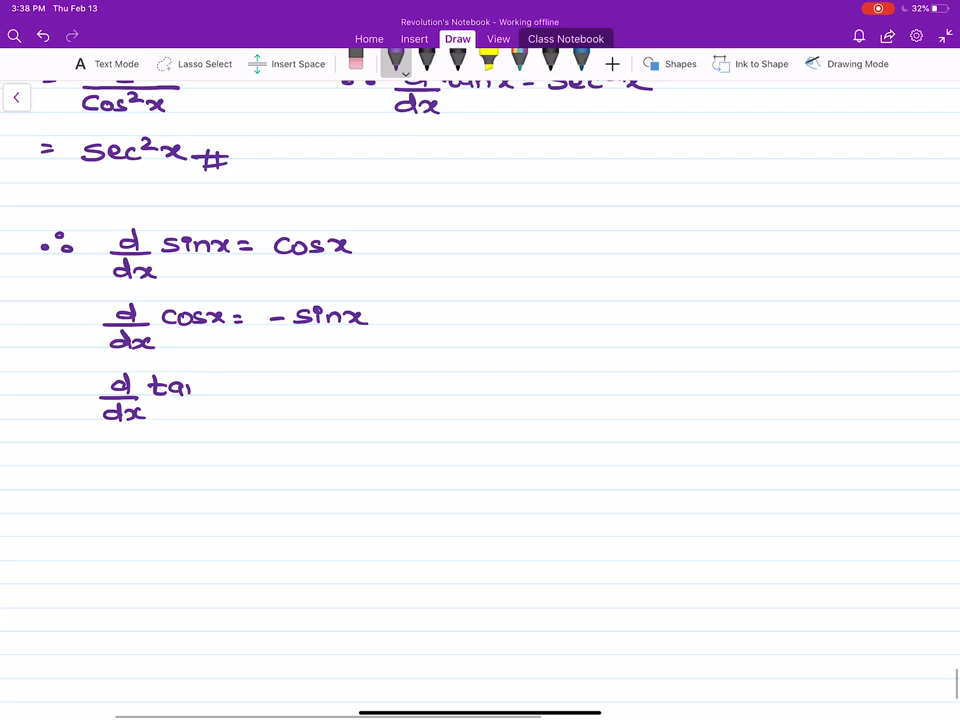 3:38 PM Thu Feb 13
32%
Revolution's Notebook - Working offline
Home Insert Draw View Class Notebook
A Text Mode Lasso Select Insert Space Shapes Ink to Shape Drawing Mode
Cos²x
dx
= sec²x #
∴ d/dx sinx = cosx
d/dx cosx = - sinx
d/dx tan